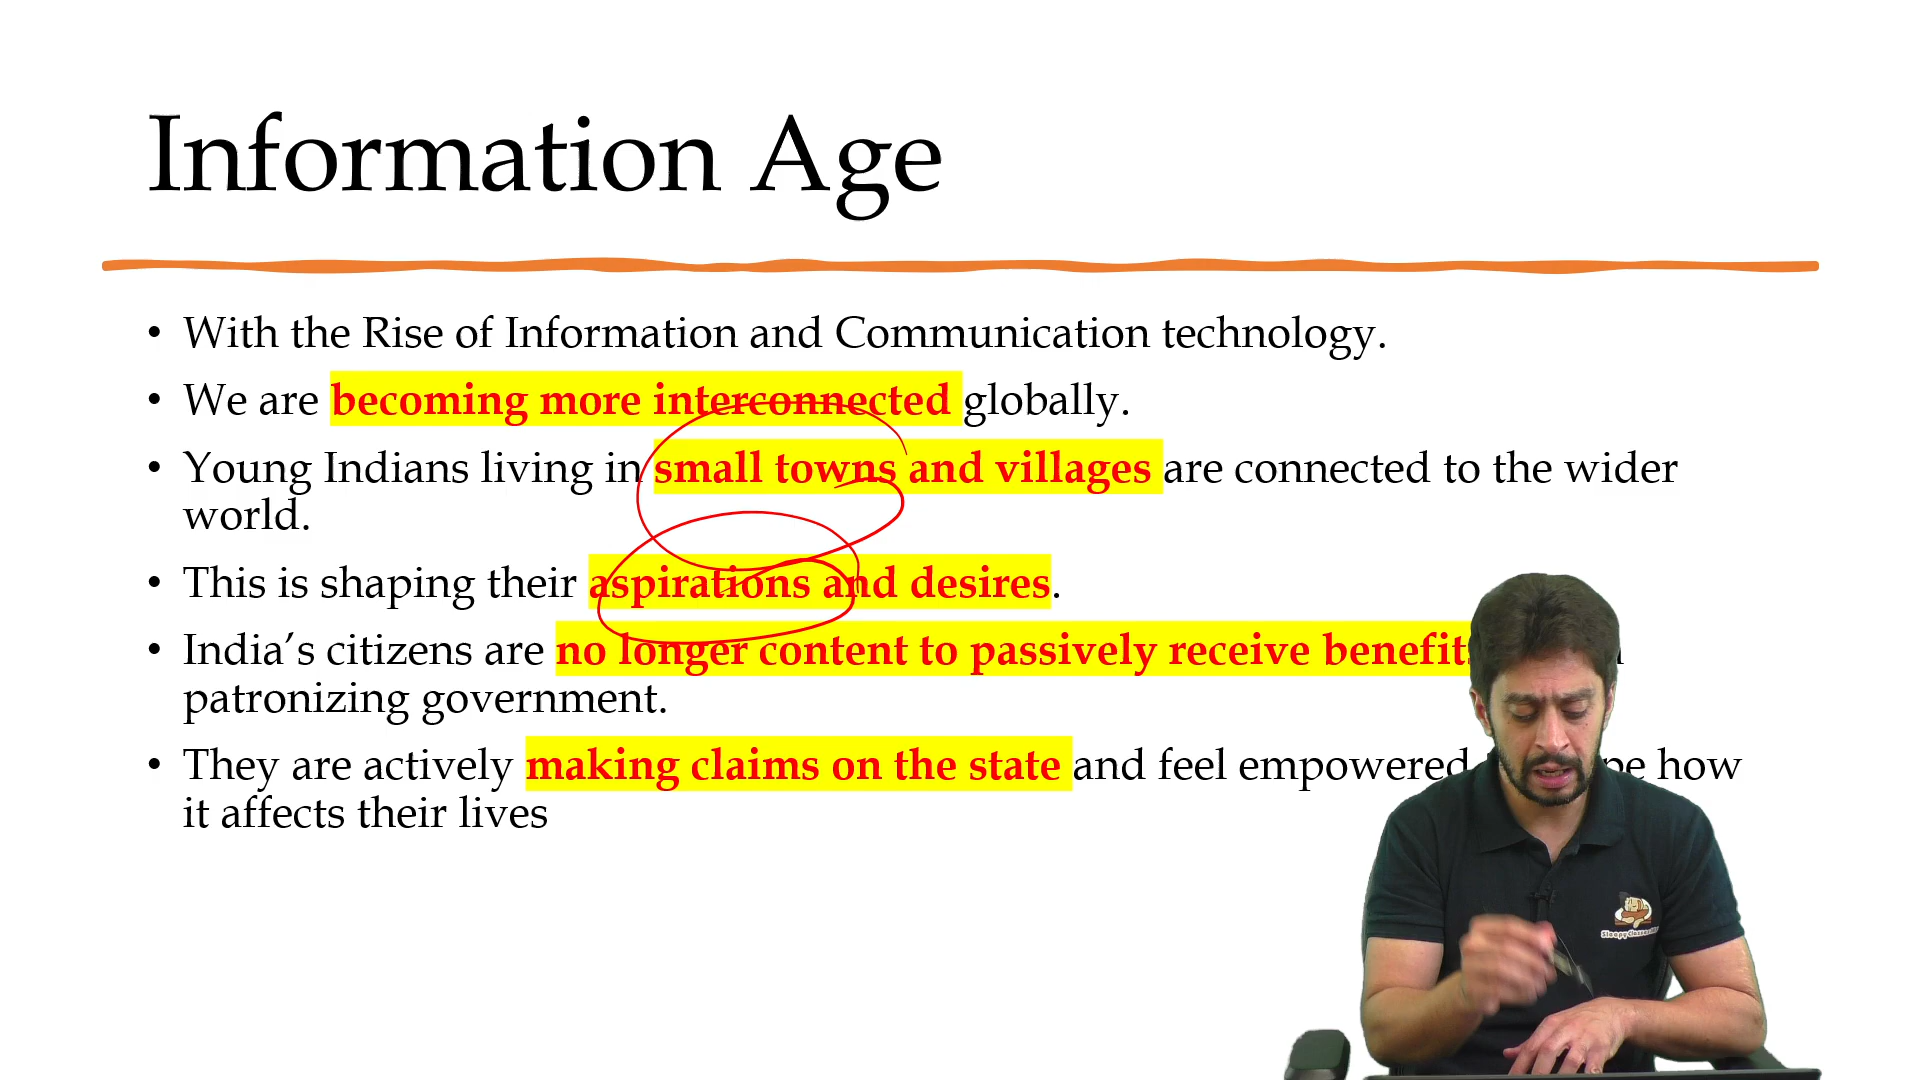 Information Age
• With the Rise of Information and Communication technology.
• We are becoming more interconnected globally.
• Young Indians living in small towns and villages are connected to the wider
world.
• This is shaping their aspirations and desires.
• India’s citizens are no longer content to passively receive benefits
patronizing government.
• They are actively making claims on the state and feel empowered how
it affects their lives